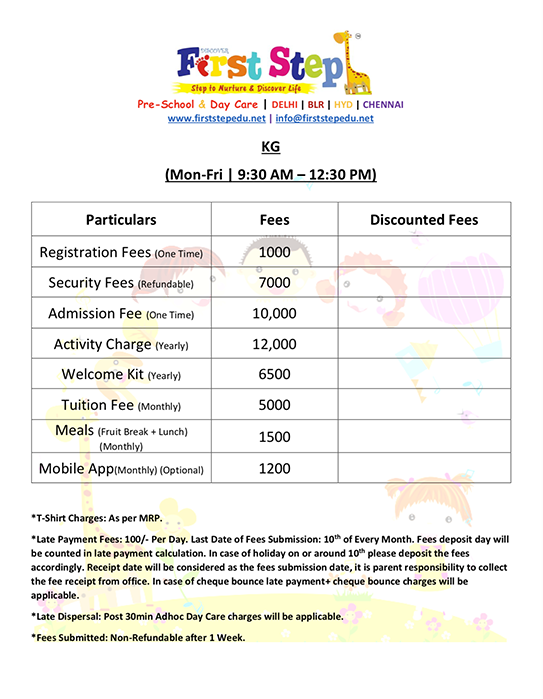 DISCOVER
First Step
Step to Nurture & Discover Life
TM
Pre-School & Day Care | DELHI | BLR | HYD | CHENNAI
www.firststepedu.net | info@firststepedu.net
KG
(Mon-Fri | 9:30 AM – 12:30 PM)
Particulars Fees Discounted Fees
Registration Fees (One Time) 1000
Security Fees (Refundable) 7000
Admission Fee (One Time) 10,000
Activity Charge (Yearly) 12,000
Welcome Kit (Yearly) 6500
Tuition Fee (Monthly) 5000
Meals (Fruit Break + Lunch) 1500
(Monthly)
Mobile App(Monthly) (Optional) 1200
*T-Shirt Charges: As per MRP.
*Late Payment Fees: 100/- Per Day. Last Date of Fees Submission: 10th of Every Month. Fees deposit day will
be counted in late payment calculation. In case of holiday on or around 10th please deposit the fees
accordingly. Receipt date will be considered as the fees submission date, it is parent responsibility to collect
the fee receipt from office. In case of cheque bounce late payment+ cheque bounce charges will be
applicable.
*Late Dispersal: Post 30min Adhoc Day Care charges will be applicable.
*Fees Submitted: Non-Refundable after 1 Week.